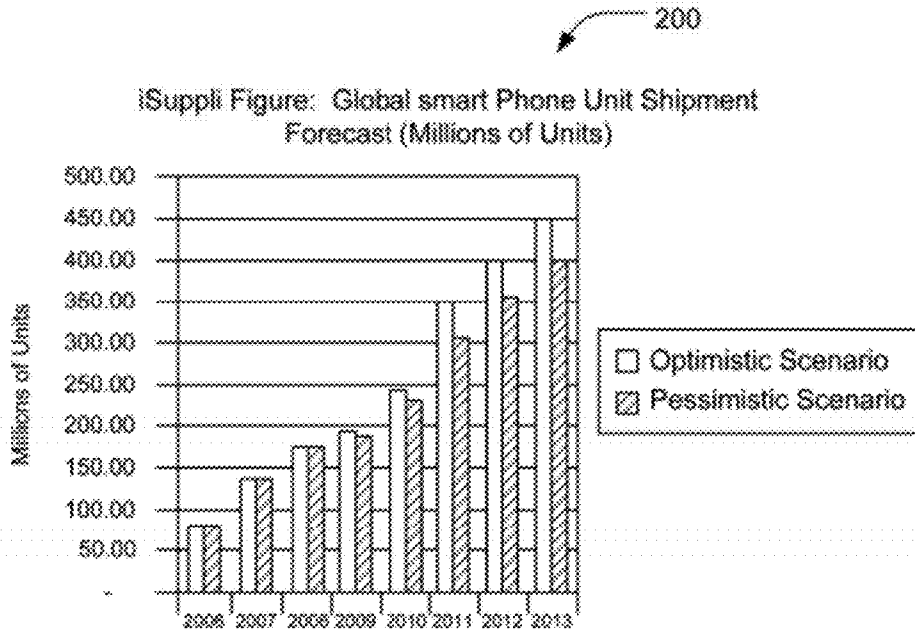 200
iSuppli Figure: Global smart Phone Unit Shipment
Forecast (Millions of Units)
Millions of Units
500.00
450.00
400.00
350.00
300.00
250.00
200.00
150.00
100.00
50.00
-
2006 2007 2008 2009 2010 2011 2012 2013
Optimistic Scenario
Pessimistic Scenario